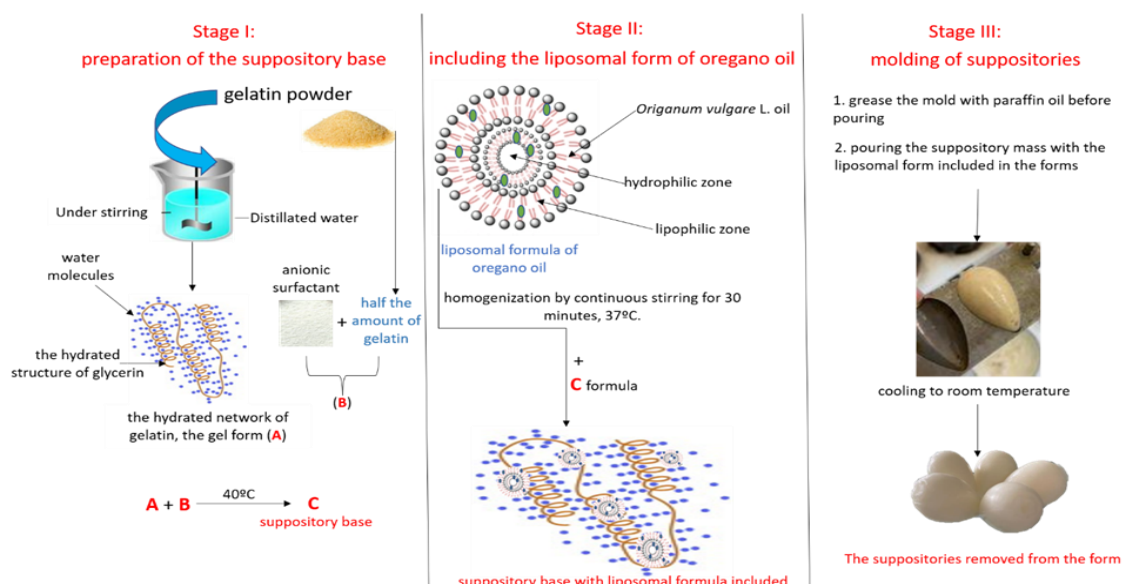 Stage I:
preparation of the suppository base
gelatin powder
Under stirring
Distillated water
water
molecules
anionic
surfactant
+
half the
amount of
gelatin
the hydrated
structure of glycerin
(B)
the hydrated network of
gelatin, the gel form (A)
A + B
40ºC
C
suppository base
Stage II:
including the liposomal form of oregano oil
Origanum vulgare L. oil
hydrophilic zone
lipophilic zone
liposomal formula of
oregano oil
homogenization by continuous stirring for 30
minutes, 37ºC.
+
C formula
suppository base with liposomal formula included
Stage III:
molding of suppositories
1. grease the mold with paraffin oil before
pouring
2. pouring the suppository mass with the
liposomal form included in the forms
cooling to room temperature
The suppositories removed from the form